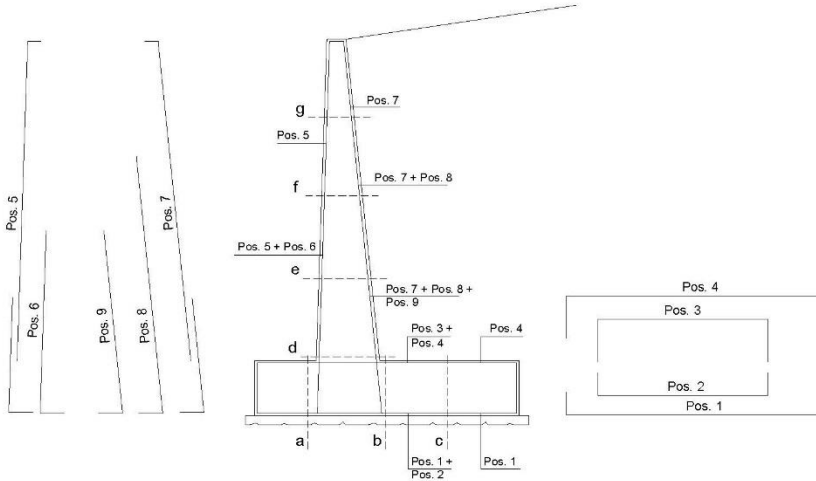 Pos. 5
Pos. 6
Pos. 9
Pos. 8
Pos. 7
g
Pos. 7
Pos. 5
f
Pos. 7 + Pos. 8
Pos. 5 + Pos. 6
e
Pos. 7 + Pos. 8 +
Pos. 9
d
Pos. 3 +
Pos. 4
Pos. 4
a
b
c
Pos. 1 +
Pos. 2
Pos. 1
Pos. 4
Pos. 3
Pos. 2
Pos. 1